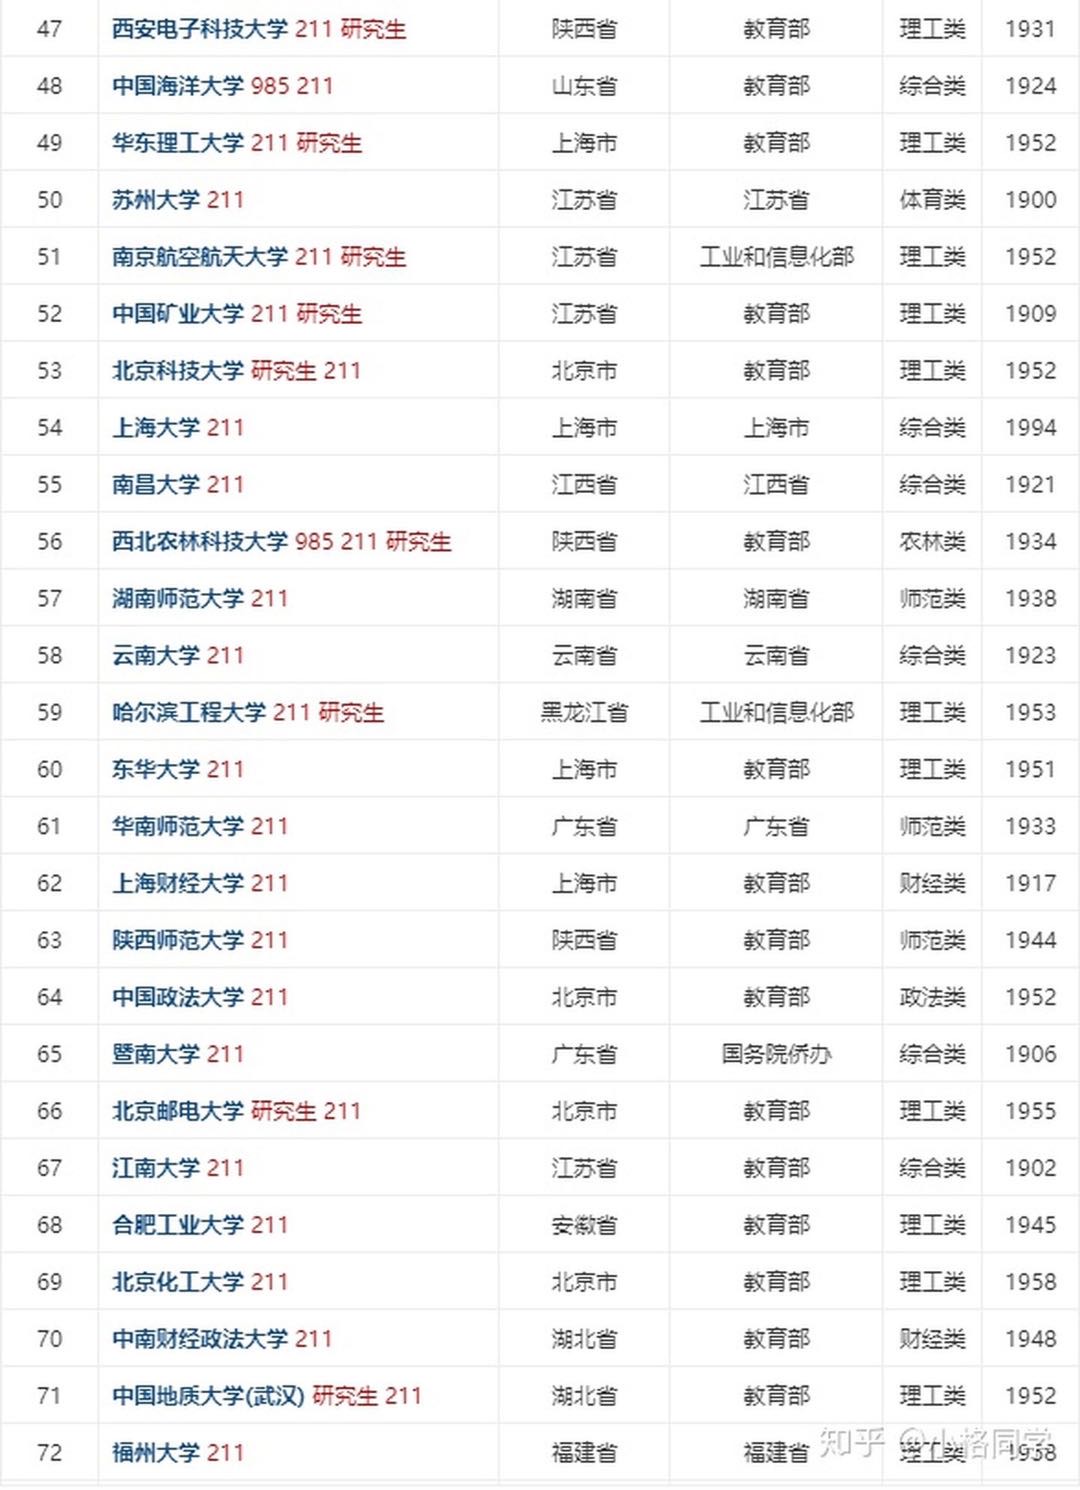 47 西安电子科技大学 211 研究生 陕西省 教育部 理工类 1931
48 中国海洋大学 985 211 山东省 教育部 综合类 1924
49 华东理工大学 211 研究生 上海市 教育部 理工类 1952
50 苏州大学 211 江苏省 江苏省 体育类 1900
51 南京航空航天大学 211 研究生 江苏省 工业和信息化部 理工类 1952
52 中国矿业大学 211 研究生 江苏省 教育部 理工类 1909
53 北京科技大学 研究生 211 北京市 教育部 理工类 1952
54 上海大学 211 上海市 上海市 综合类 1994
55 南昌大学 211 江西省 江西省 综合类 1921
56 西北农林科技大学 985 211 研究生 陕西省 教育部 农林类 1934
57 湖南师范大学 211 湖南省 湖南省 师范类 1938
58 云南大学 211 云南省 云南省 综合类 1923
59 哈尔滨工程大学 211 研究生 黑龙江省 工业和信息化部 理工类 1953
60 东华大学 211 上海市 教育部 理工类 1951
61 华南师范大学 211 广东省 广东省 师范类 1933
62 上海财经大学 211 上海市 教育部 财经类 1917
63 陕西师范大学 211 陕西省 教育部 师范类 1944
64 中国政法大学 211 北京市 教育部 政法类 1952
65 暨南大学 211 广东省 国务院侨办 综合类 1906
66 北京邮电大学 研究生 211 北京市 教育部 理工类 1955
67 江南大学 211 江苏省 教育部 综合类 1902
68 合肥工业大学 211 安徽省 教育部 理工类 1945
69 北京化工大学 211 北京市 教育部 理工类 1958
70 中南财经政法大学 211 湖北省 教育部 财经类 1948
71 中国地质大学(武汉) 研究生 211 湖北省 教育部 理工类 1952
72 福州大学 211 福建省 福建省 理工类 1958
知乎 @小格同学